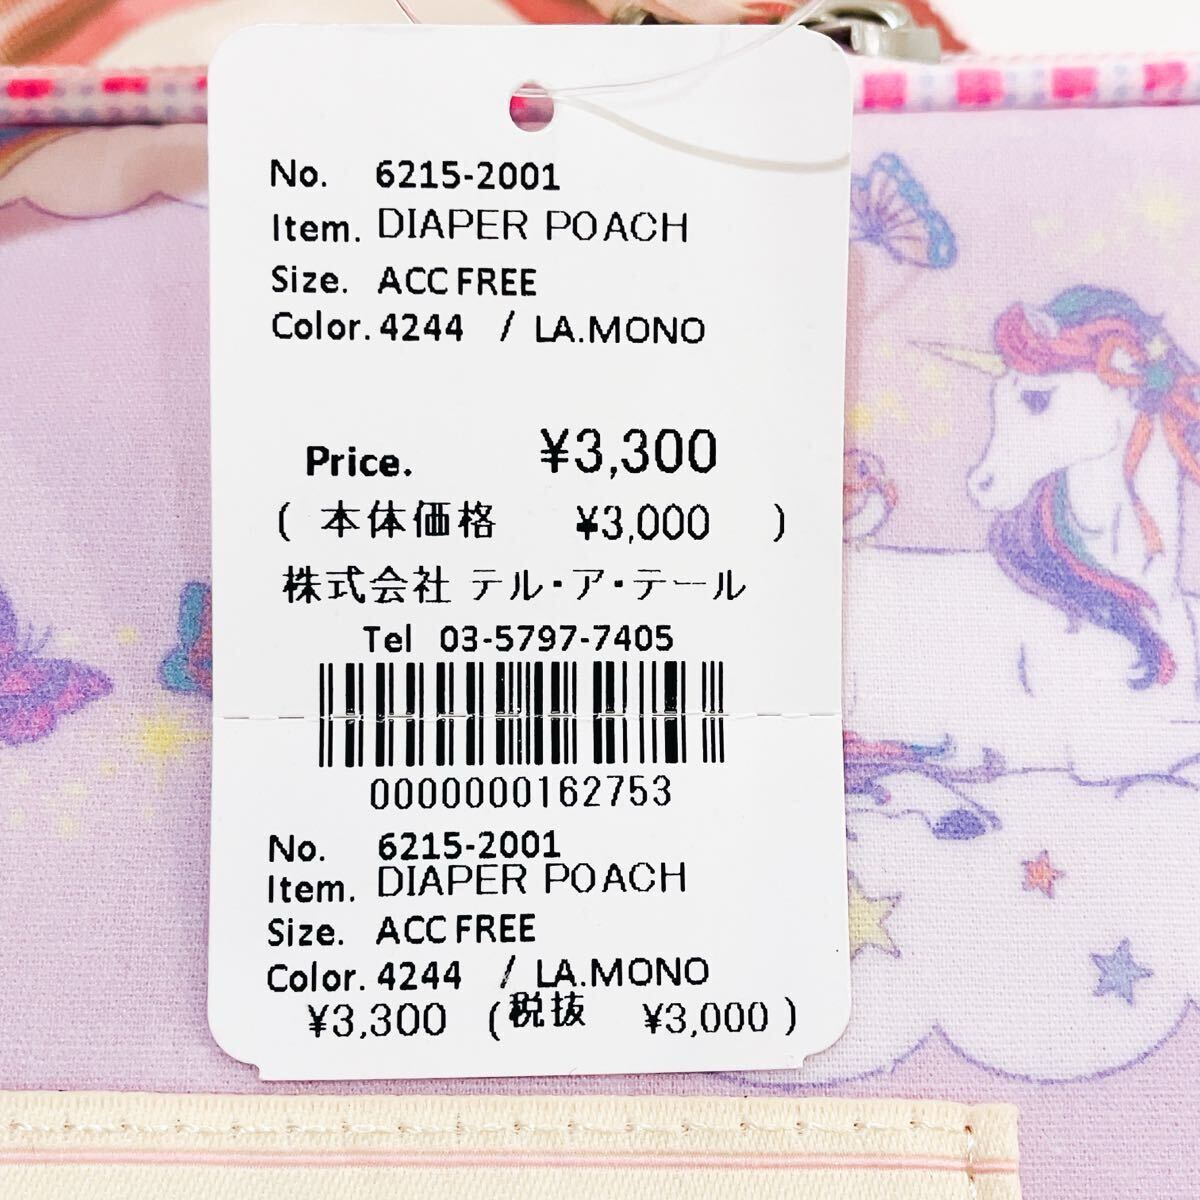 No. 6215-2001
Item. DIAPER POACH
Size. ACC FREE
Color. 4244 / LA.MONO
Price. ¥3,300
( 本体価格 ¥3,000 )
株式会社 テル・ア・テール
Tel 03-5797-7405
0000000162753
No. 6215-2001
Item. DIAPER POACH
Size. ACC FREE
Color. 4244 / LA.MONO
¥3,300 (税抜 ¥3,000 )